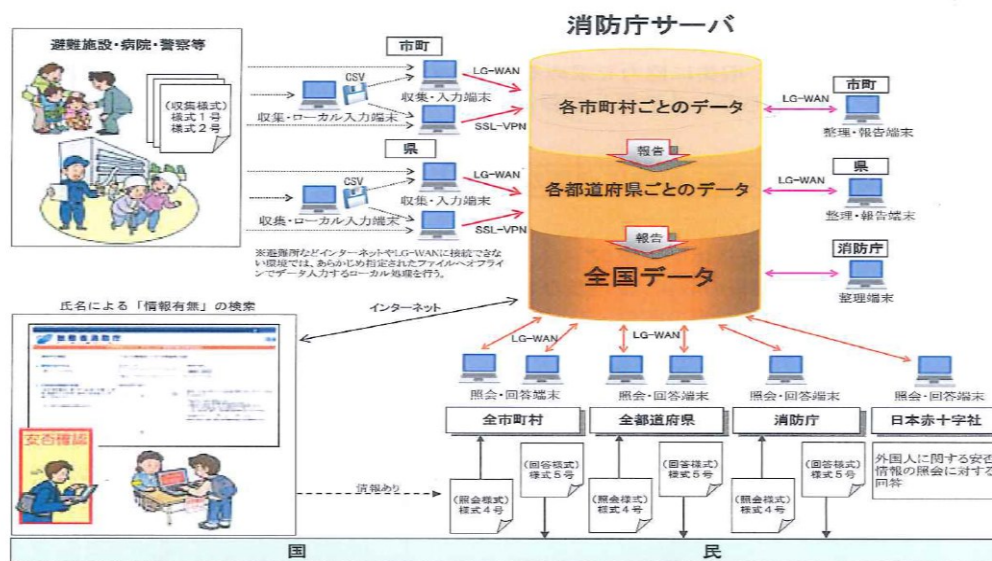 消防庁サーバ
避難施設・病院・警察等
(収集様式)
様式1号
様式2号
市町
CSV
LG-WAN
収集・入力端末
収集・ローカル入力端末
SSL-VPN
県
CSV
LG-WAN
収集・入力端末
収集・ローカル入力端末
SSL-VPN
※避難所などインターネットやLG-WANに接続できな
い環境では、あらかじめ指定されたファイルへオフライ
ンでデータ入力するローカル処理を行う。
各市町村ごとのデータ
報告
各都道府県ごとのデータ
報告
全国データ
市町
LG-WAN
整理・報告端末
県
LG-WAN
整理・報告端末
消防庁
整理端末
氏名による「情報有無」の検索
インターネット
総務省消防庁
安否確認
情報あり
LG-WAN
LG-WAN
照会・回答端末
照会・回答端末
照会・回答端末
照会・回答端末
全市町村
全都道府県
消防庁
日本赤十字社
(回答様式)
様式5号
(回答様式)
様式5号
(回答様式)
様式5号
外国人に関する安否
情報の照会に対する
回答
(照会様式)
様式4号
(照会様式)
様式4号
(照会様式)
様式4号
国民